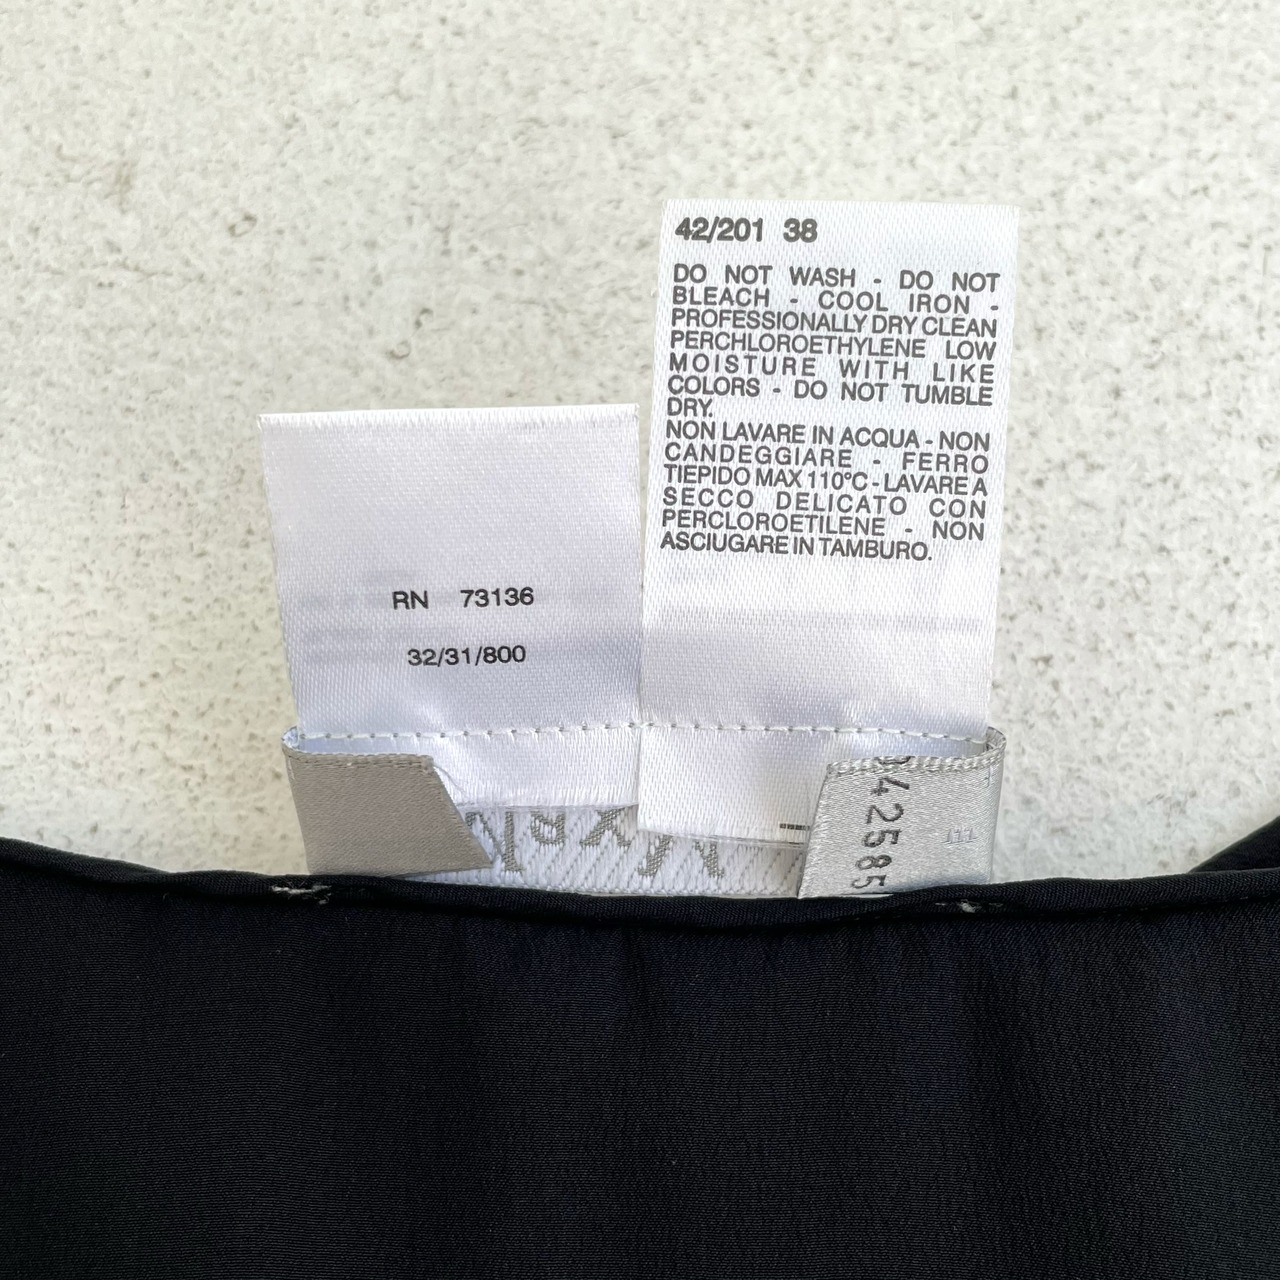 42/201 38
DO NOT WASH - DO NOT
BLEACH - COOL IRON -
PROFESSIONALLY DRY CLEAN
PERCHLOROETHYLENE LOW
MOISTURE WITH LIKE
COLORS - DO NOT TUMBLE
DRY.
NON LAVARE IN ACQUA - NON
CANDEGGIARE - FERRO
TIEPIDO MAX 110°C - LAVARE A
SECCO DELICATO CON
PERCLOROETILENE - NON
ASCIUGARE IN TAMBURO.
RN 73136
32/31/800
42585